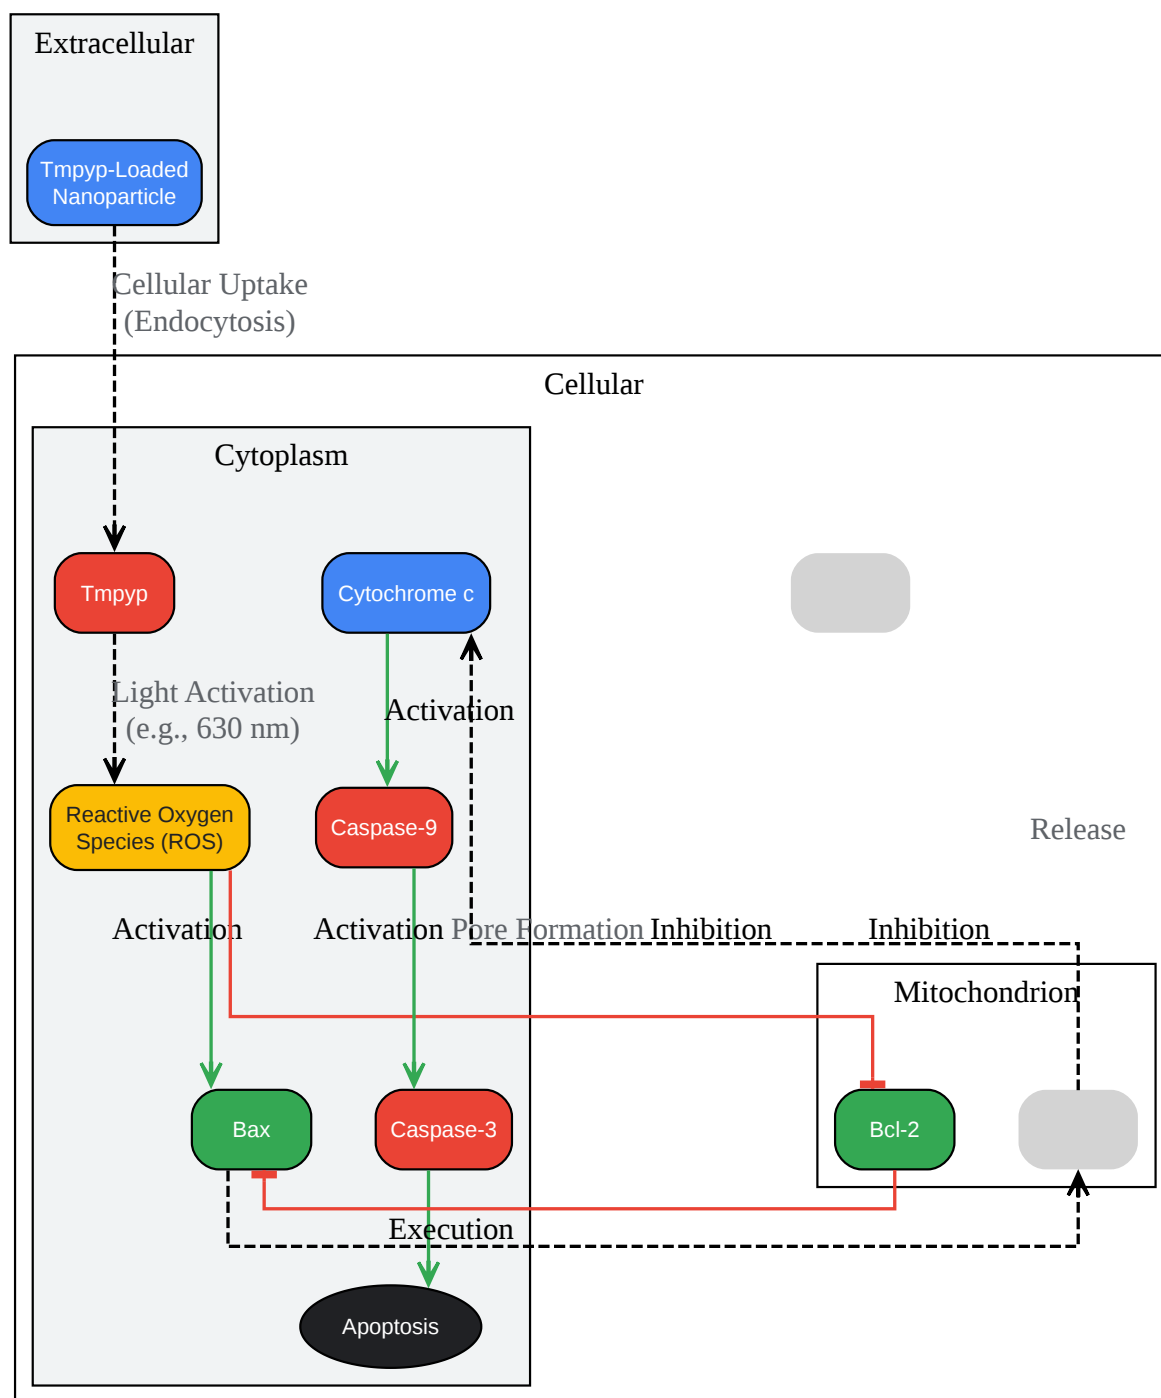 Extracellular
Tmpyp-Loaded
Nanoparticle
Cellular Uptake
(Endocytosis)
Cellular
Cytoplasm
Tmpyp
Cytochrome c
Light Activation
(e.g., 630 nm)
Activation
Reactive Oxygen
Species (ROS)
Caspase-9
Release
Activation
Activation
Pore Formation
Inhibition
Inhibition
Mitochondrion
Bax
Caspase-3
Bcl-2
Execution
Apoptosis